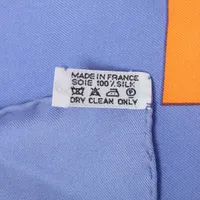 MADE IN FRANCE
SOIE 100% SILK
DRY CLEAN ONLY